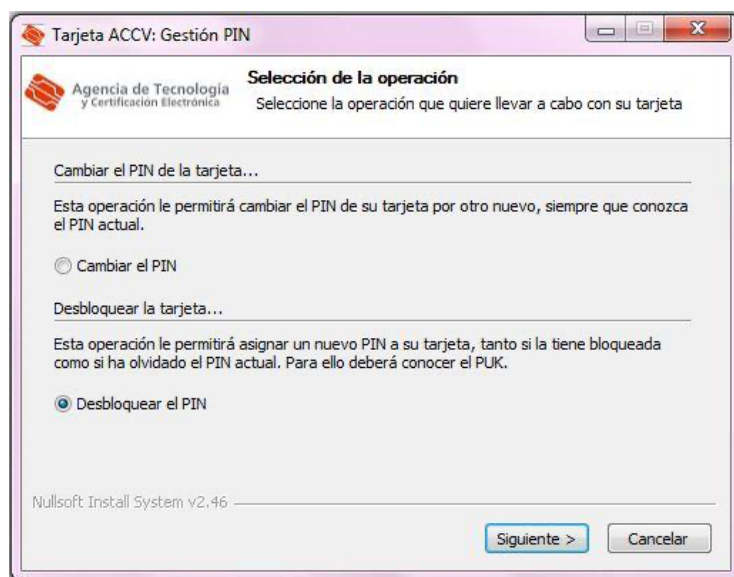 Tarjeta ACCV: Gestión PIN
Agencia de Tecnología
y Certificación Electrónica
Selección de la operación
Seleccione la operación que quiere llevar a cabo con su tarjeta
Cambiar el PIN de la tarjeta...
Esta operación le permitirá cambiar el PIN de su tarjeta por otro nuevo, siempre que conozca
el PIN actual.
Cambiar el PIN
Desbloquear la tarjeta...
Esta operación le permitirá asignar un nuevo PIN a su tarjeta, tanto si la tiene bloqueada
como si ha olvidado el PIN actual. Para ello deberá conocer el PUK.
Desbloquear el PIN
Nullsoft Install System v2.46
Siguiente >
Cancelar